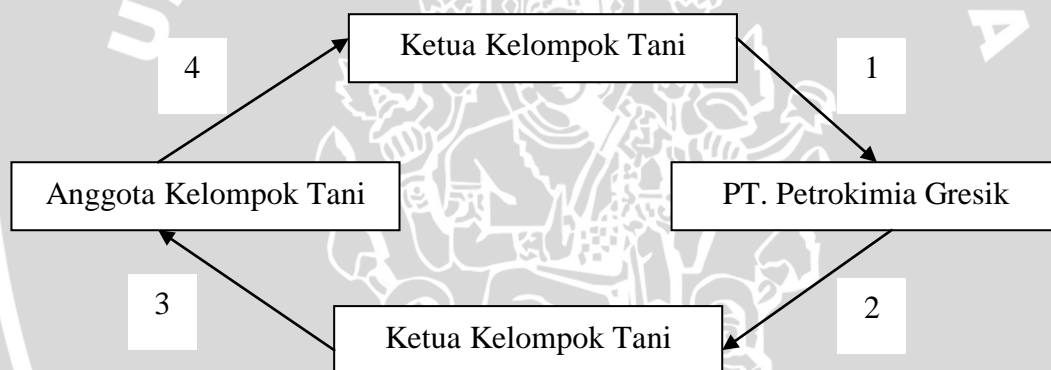 Ketua Kelompok Tani
4
1
Anggota Kelompok Tani
PT. Petrokimia Gresik
3
2
Ketua Kelompok Tani